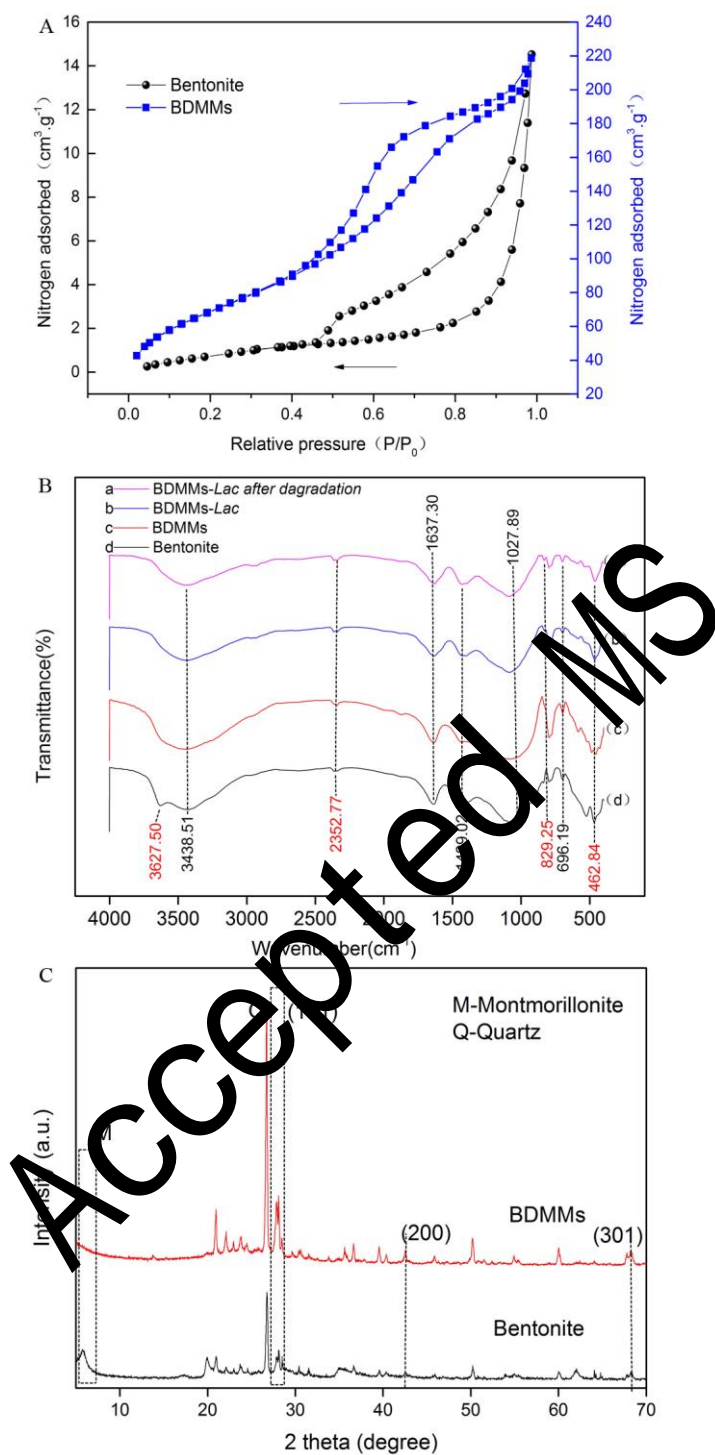 A
16
14
12
10
8
6
4
2
0
Nitrogen adsorbed (cm³.g⁻¹)
Bentonite
BDMMs
240
220
200
180
160
140
120
100
80
60
40
20
Nitrogen adsorbed (cm³.g⁻¹)
0.0 0.2 0.4 0.6 0.8 1.0
Relative pressure (P/P₀)
B
a BDMMs-Lac after dagradation
b BDMMs-Lac
c BDMMs
d Bentonite
1637.30
1027.89
(b)
(c)
(d)
Transmittance(%)
3627.50
3438.51
2352.77
829.25
696.19
462.84
4000 3500 3000 2500 2000 1500 1000 500
C
M-Montmorillonite
Q-Quartz
M
Intensity (a.u.)
BDMMs
(200)
(301)
Bentonite
10 20 30 40 50 60 70
2 theta (degree)
Accepted MS